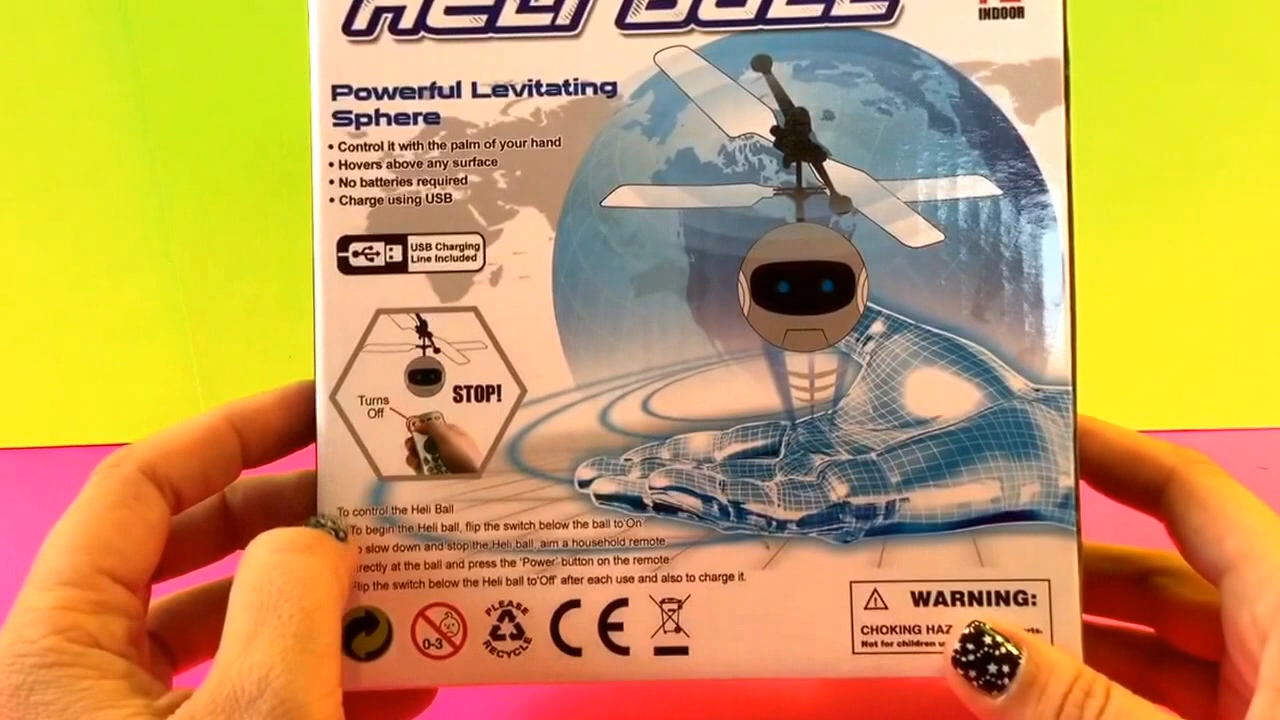 HELI BALL
INDOOR
Powerful Levitating
Sphere
• Control it with the palm of your hand
• Hovers above any surface
• No batteries required
• Charge using USB
USB Charging
Line Included
Turns
Off
STOP!
To control the Heli Ball
To begin the Heli ball, flip the switch below the ball to'On'
slow down and stop the Heli ball, aim a household remote
at the ball and press the 'Power' button on the remote.
Flip the switch below the Heli ball to'Off' after each use and also to charge it.
0-3
PLEASE
RECYCLE
CE
WARNING:
CHOKING
Not for children